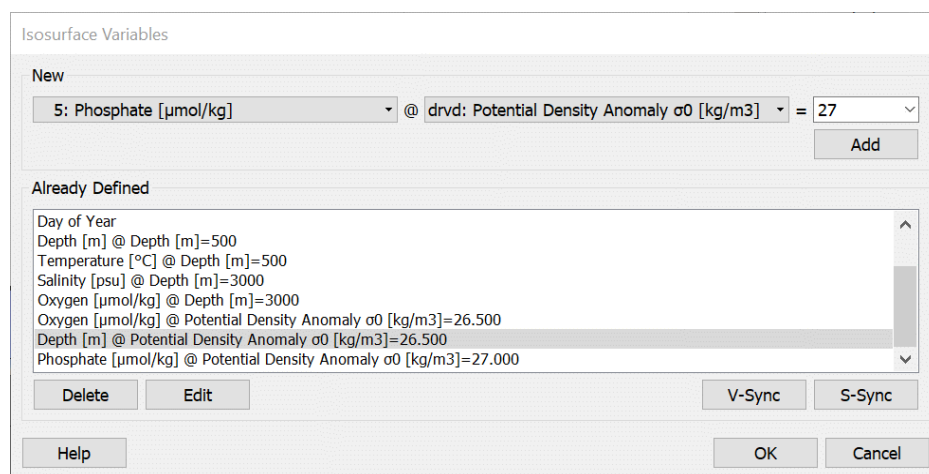 Isosurface Variables
New
5: Phosphate [µmol/kg] @ drvd: Potential Density Anomaly σ0 [kg/m3] = 27
Add
Already Defined
Day of Year
Depth [m] @ Depth [m]=500
Temperature [°C] @ Depth [m]=500
Salinity [psu] @ Depth [m]=3000
Oxygen [µmol/kg] @ Depth [m]=3000
Oxygen [µmol/kg] @ Potential Density Anomaly σ0 [kg/m3]=26.500
Depth [m] @ Potential Density Anomaly σ0 [kg/m3]=26.500
Phosphate [µmol/kg] @ Potential Density Anomaly σ0 [kg/m3]=27.000
Delete Edit V-Sync S-Sync
Help OK Cancel